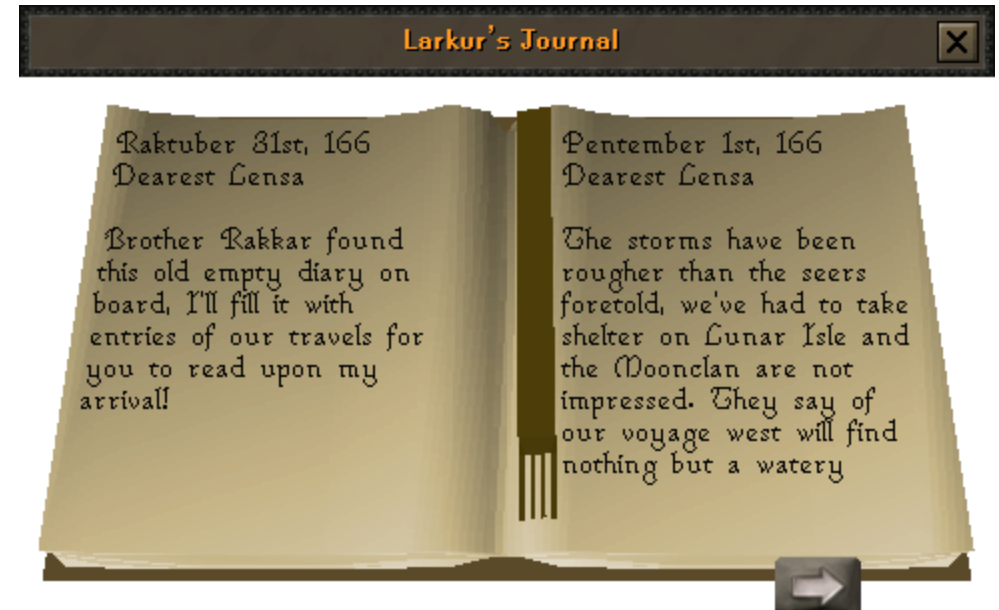 Larkur's Journal
Raktuber 31st, 166
Dearest Lensa
Brother Rakkar found
this old empty diary on
board, I'll fill it with
entries of our travels for
you to read upon my
arrival!
Pentember 1st, 166
Dearest Lensa
The storms have been
rougher than the seers
foretold, we've had to take
shelter on Lunar Isle and
the Moonclan are not
impressed. They say of
our voyage west will find
nothing but a watery